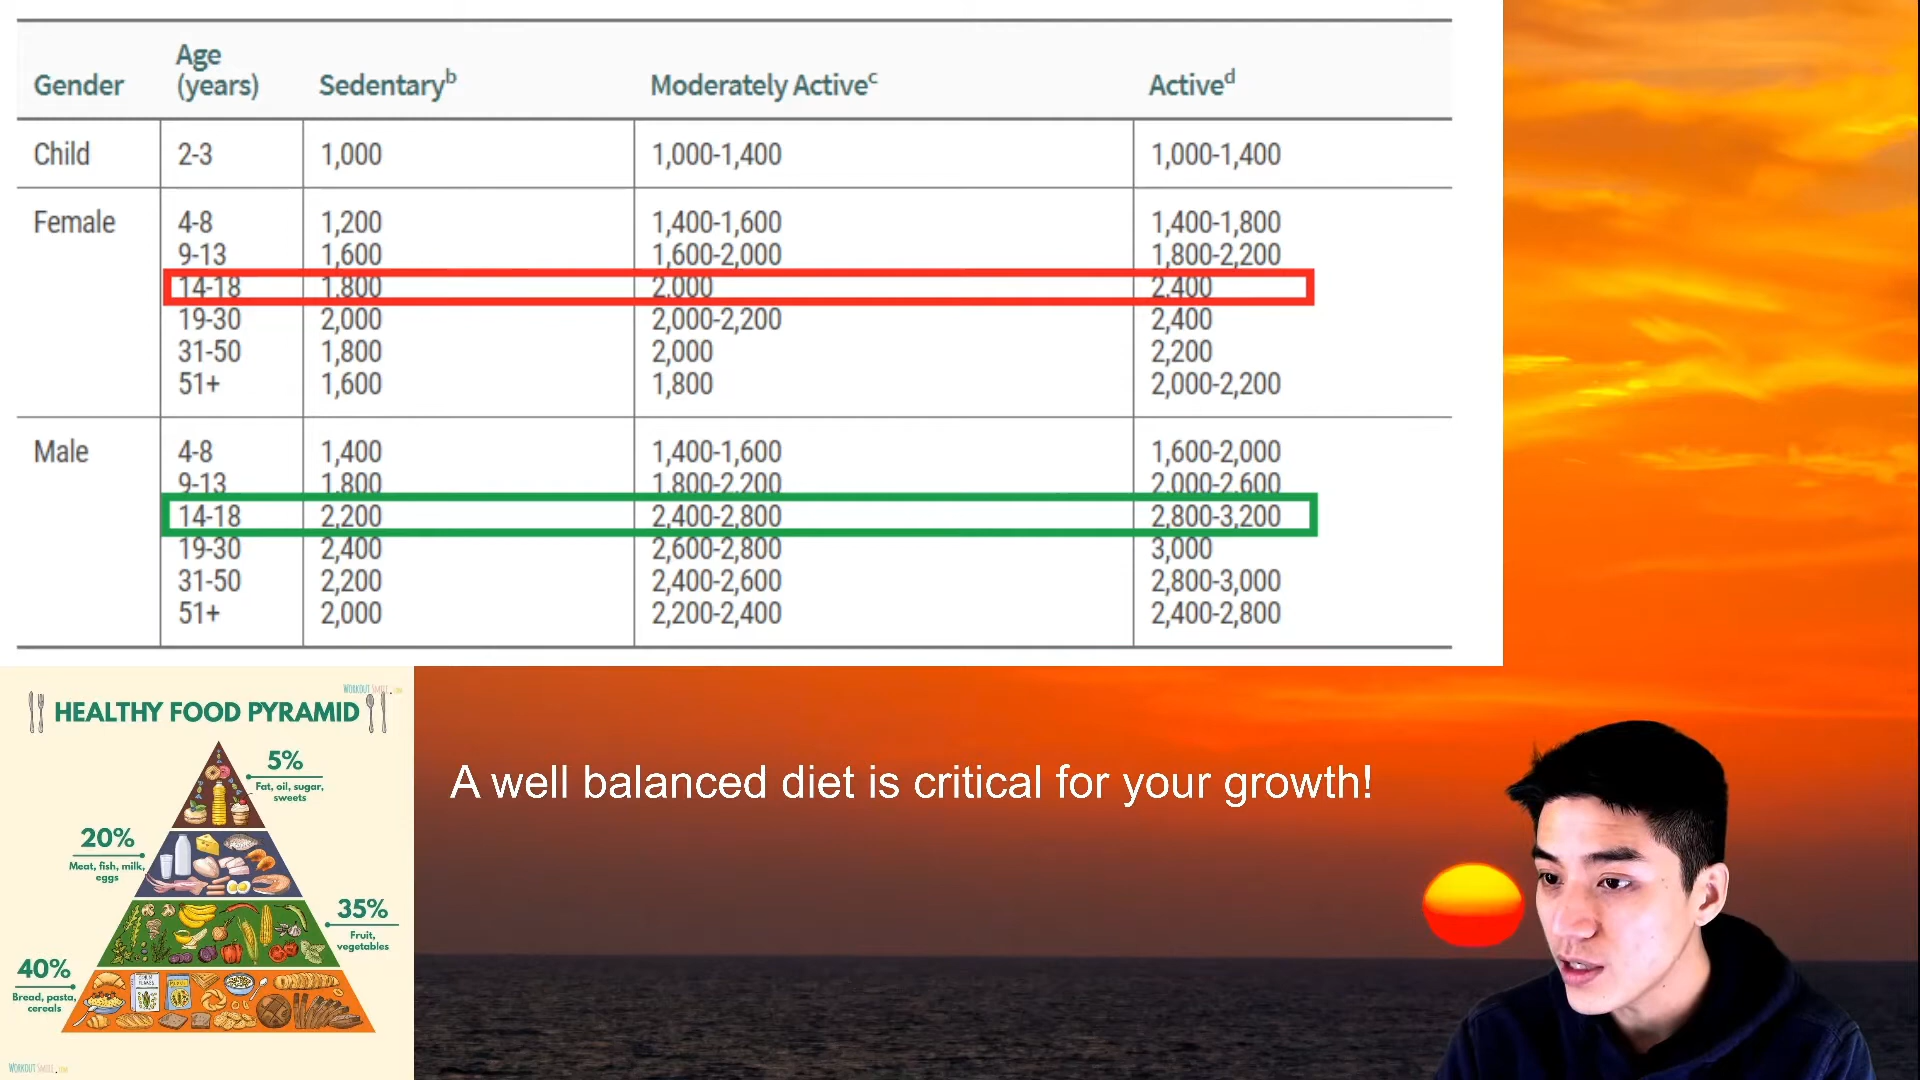 Gender Age (years) Sedentaryb Moderately Activec Actived
Child 2-3 1,000 1,000-1,400 1,000-1,400
Female 4-8 1,200 1,400-1,600 1,400-1,800
9-13 1,600 1,600-2,000 1,800-2,200
14-18 1,800 2,000 2,400
19-30 2,000 2,000-2,200 2,400
31-50 1,800 2,000 2,200
51+ 1,600 1,800 2,000-2,200
Male 4-8 1,400 1,400-1,600 1,600-2,000
9-13 1,800 1,800-2,200 2,000-2,600
14-18 2,200 2,400-2,800 2,800-3,200
19-30 2,400 2,600-2,800 3,000
31-50 2,200 2,400-2,600 2,800-3,000
51+ 2,000 2,200-2,400 2,400-2,800
WORKOUT
HEALTHY FOOD PYRAMID
5%
Fat, oil, sugar,
sweets
20%
Meat, fish, milk,
eggs
35%
Fruit,
vegetables
40%
Bread, pasta,
cereals
WORKOUT
A well balanced diet is critical for your growth!